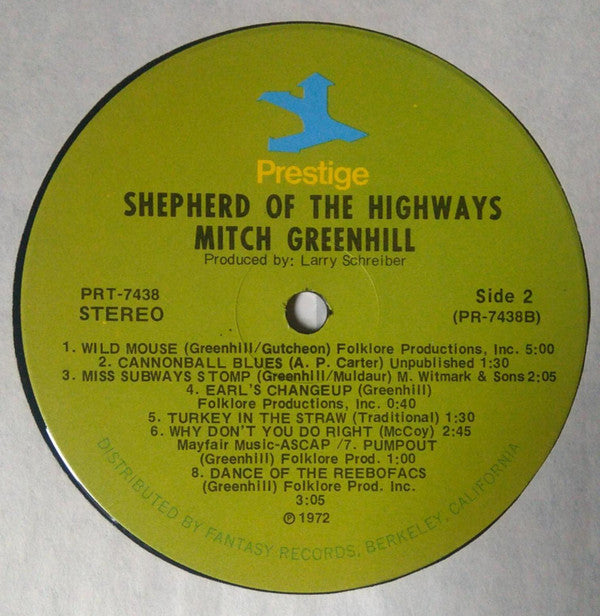 Prestige
SHEPHERD OF THE HIGHWAYS
MITCH GREENHILL
Produced by: Larry Schreiber
PRT-7438
STEREO
Side 2
(PR-7438B)
1. WILD MOUSE (Greenhill/Gutcheon) Folklore Productions, Inc. 5:00
2. CANNONBALL BLUES (A. P. Carter) Unpublished 1:30
3. MISS SUBWAYS STOMP (Greenhill/Muldaur) M. Witmark & Sons 2:05
4. EARL'S CHANGEUP (Greenhill)
Folklore Productions, Inc. 0:40
5. TURKEY IN THE STRAW (Traditional) 1:30
6. WHY DON'T YOU DO RIGHT (McCoy) 2:45
Mayfair Music-ASCAP /7. PUMPOUT
(Greenhill) Folklore Prod. 1:00
8. DANCE OF THE REEBOFACS
(Greenhill) Folklore Prod. Inc.
3:05
℗ 1972
DISTRIBUTED BY FANTASY RECORDS, BERKELEY, CALIFORNIA